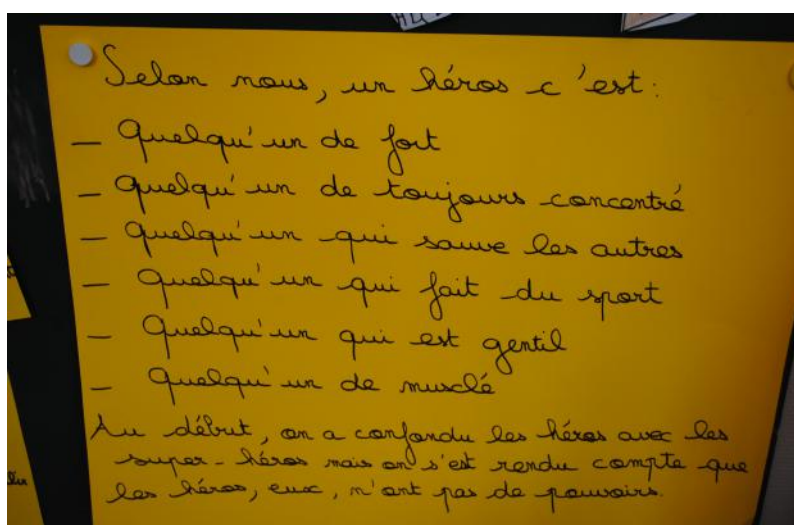 Selon nous, un héros c'est:
- Quelqu'un de fort
- Quelqu'un de toujours concentré
- Quelqu'un qui sauve les autres
- Quelqu'un qui fait du sport
- Quelqu'un qui est gentil
- Quelqu'un de musclé
Au début, on a confondu les héros avec les
super-héros mais on s'est rendu compte que
les héros, eux, n'ont pas de pouvoirs.